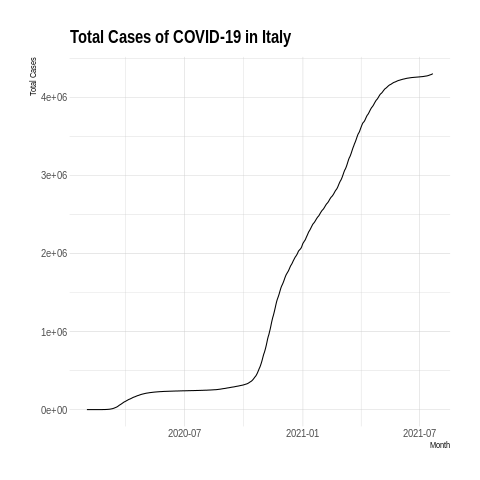 Total Cases of COVID-19 in Italy
Total Cases
4e+06
3e+06
2e+06
1e+06
0e+00
2020-07
2021-01
2021-07
Month